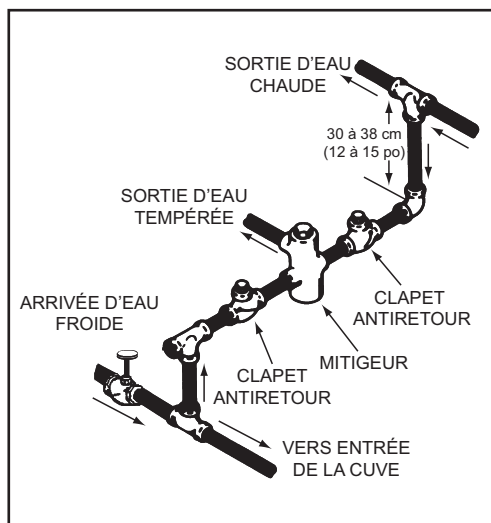 SORTIE D'EAU
CHAUDE
30 à 38 cm
(12 à 15 po)
SORTIE D'EAU
TEMPÉRÉE
ARRIVÉE D'EAU
FROIDE
CLAPET
ANTIRETOUR
MITIGEUR
CLAPET
ANTIRETOUR
VERS ENTRÉE
DE LA CUVE